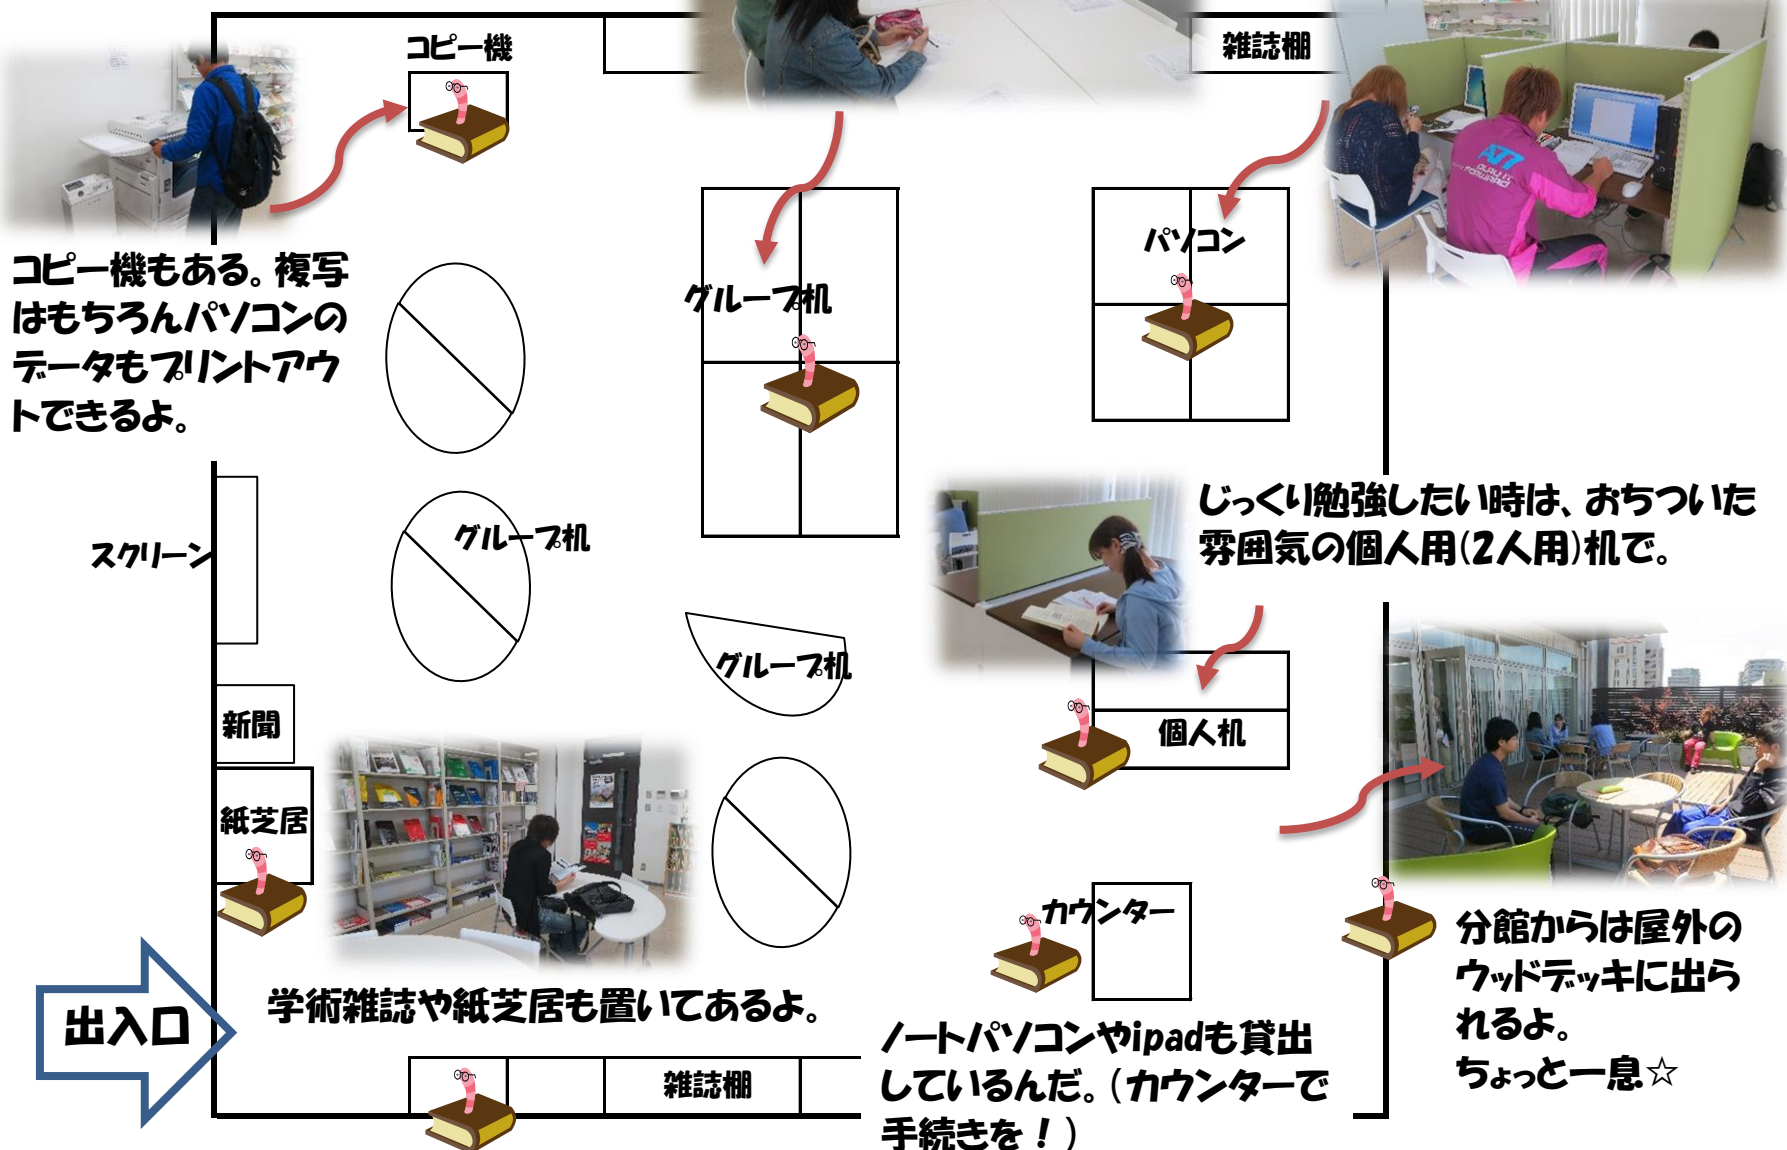 コピー機
雑誌棚
コピー機もある。複写
はもちろんパソコンの
データもプリントアウ
トできるよ。
パソコン
グループ机
じっくり勉強したい時は、おちついた
雰囲気の個人用(2人用)机で。
スクリーン
グループ机
グループ机
新聞
個人机
紙芝居
カウンター
分館からは屋外の
ウッドデッキに出ら
れるよ。
ちょっと一息☆
出入口
学術雑誌や紙芝居も置いてあるよ。
ノートパソコンやipadも貸出
しているんだ。(カウンターで
手続きを！)
雑誌棚